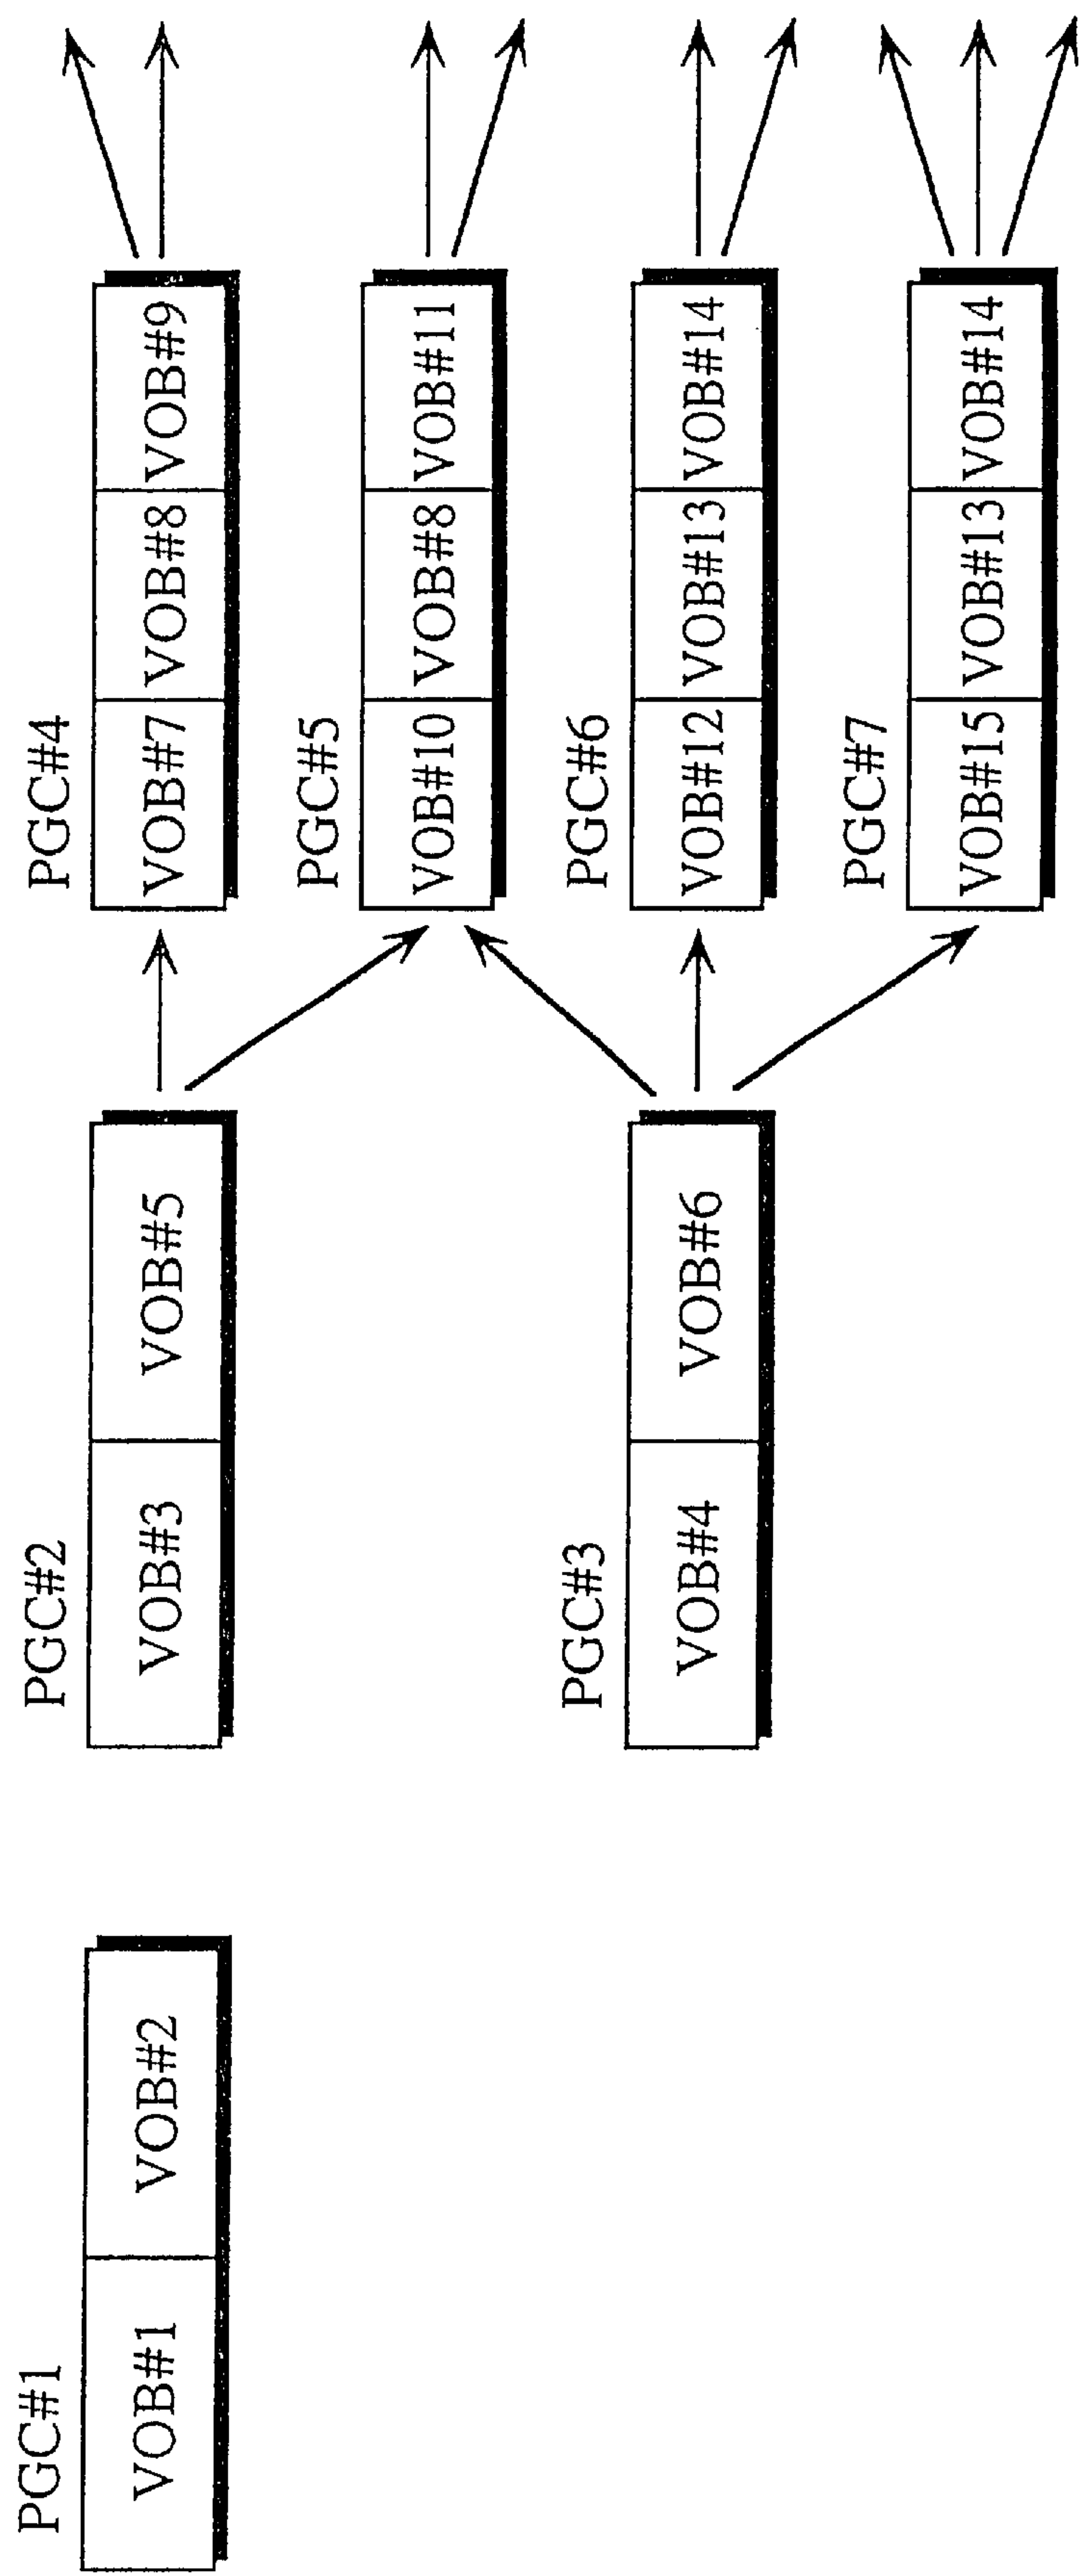 PGC#1
VOB#1 VOB#2
PGC#2
VOB#3 VOB#5
PGC#3
VOB#4 VOB#6
PGC#4
VOB#7 VOB#8 VOB#9
PGC#5
VOB#10 VOB#8 VOB#11
PGC#6
VOB#12 VOB#13 VOB#14
PGC#7
VOB#15 VOB#13 VOB#14